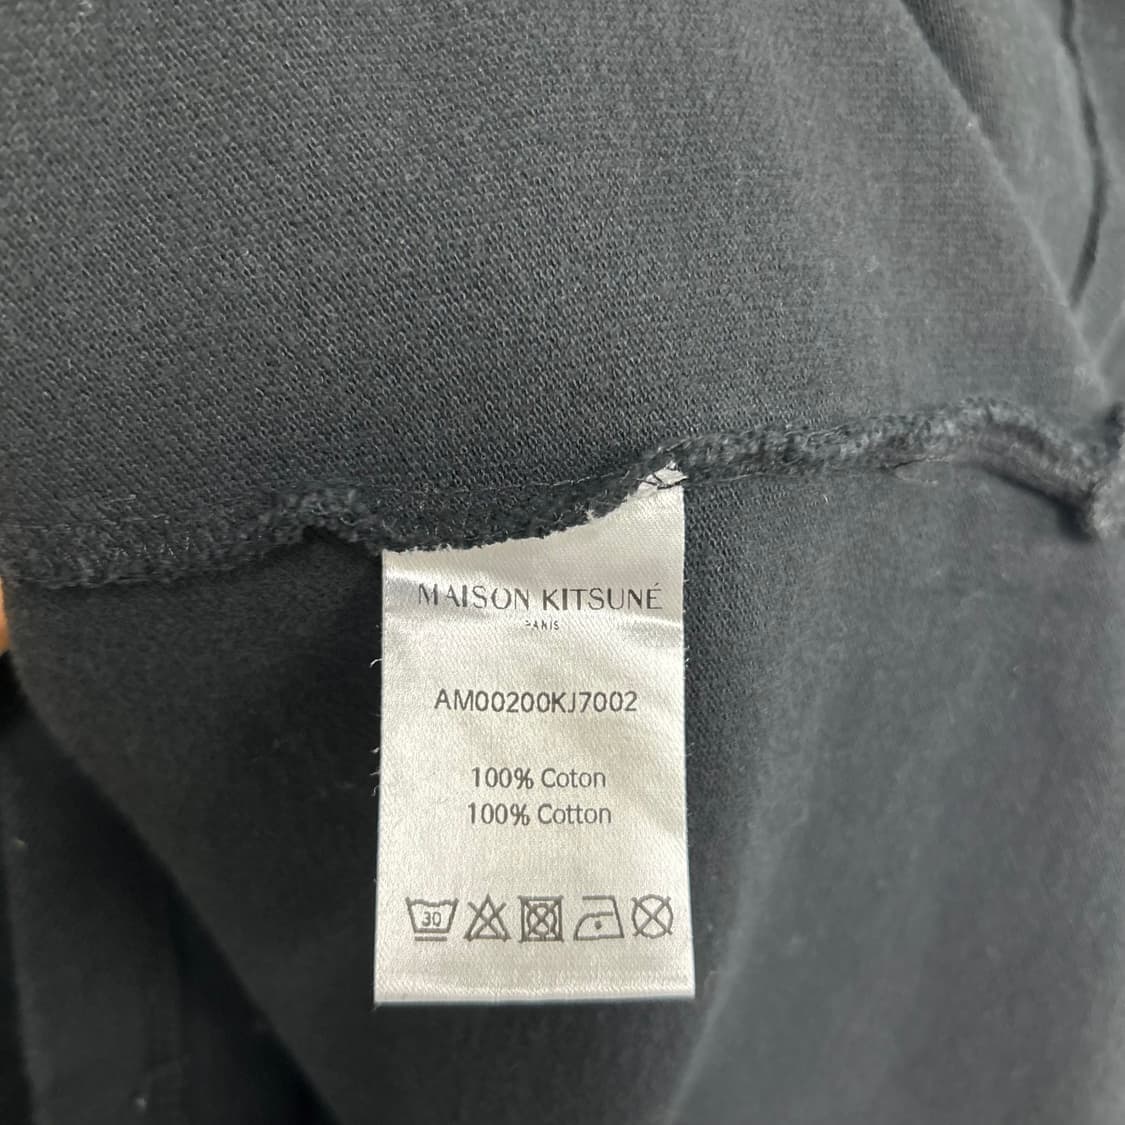 MAISON KITSUNÉ
PARIS
AM00200KJ7002
100% Coton
100% Cotton
30